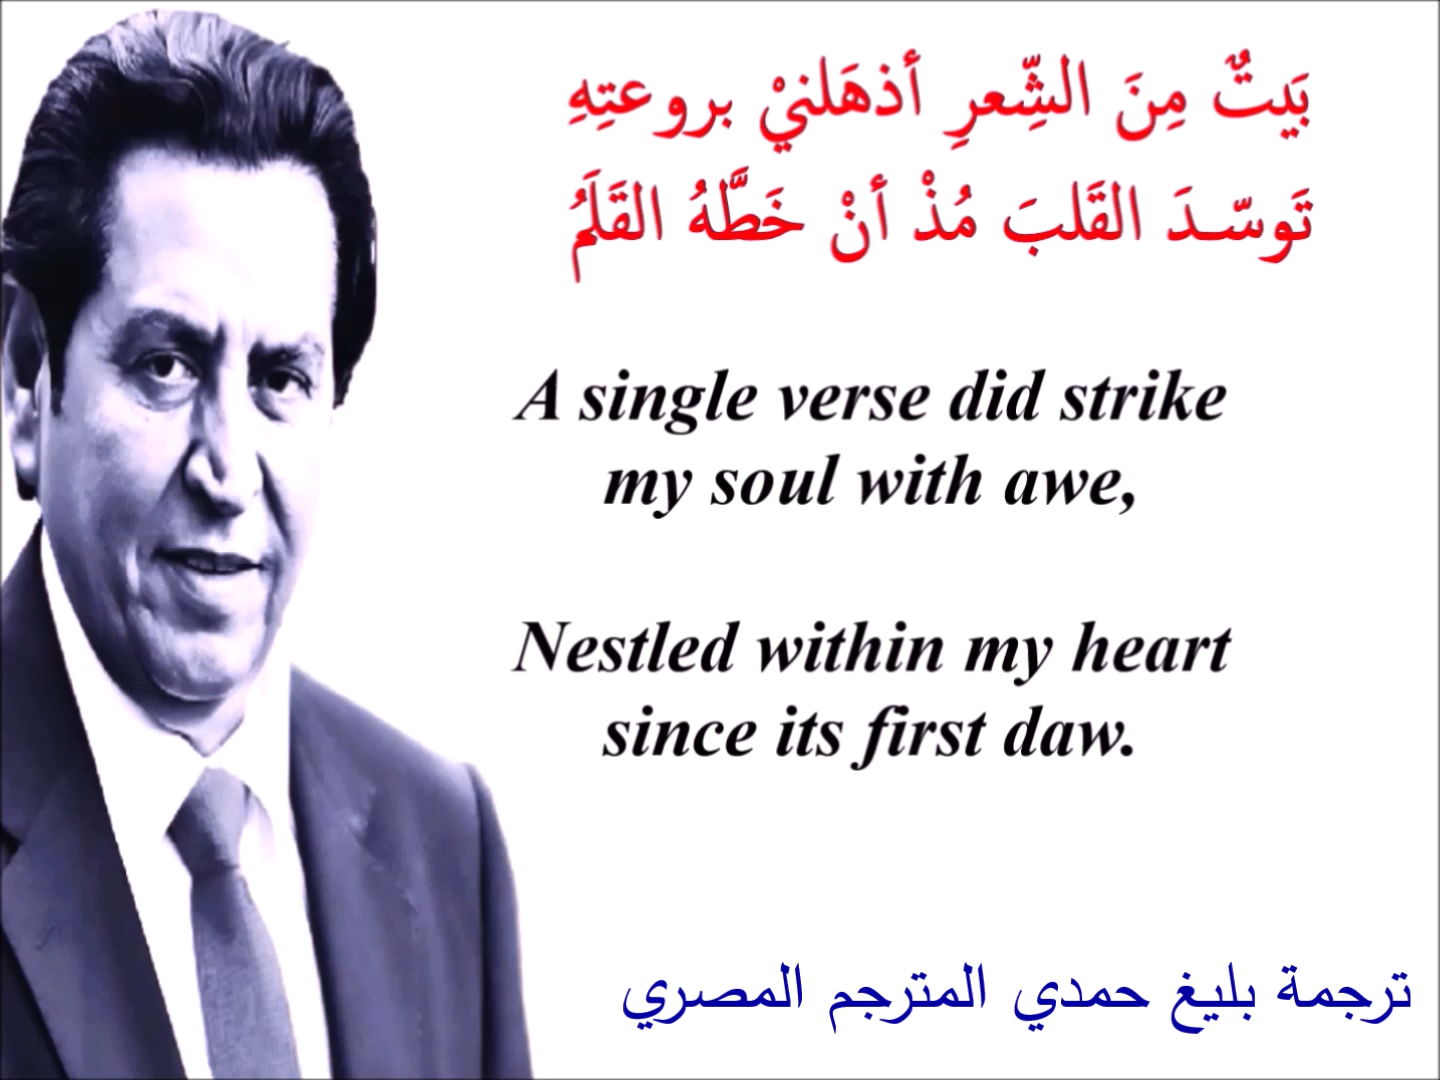 بَيتٌ مِنَ الشِّعرِ أذهَلنيْ بروعتِهِ
تَوسّـدَ القَلبَ مُذْ أنْ خَطَّهُ القَلَمُ
A single verse did strike
my soul with awe,
Nestled within my heart
since its first daw.
ترجمة بليغ حمدي المترجم المصري